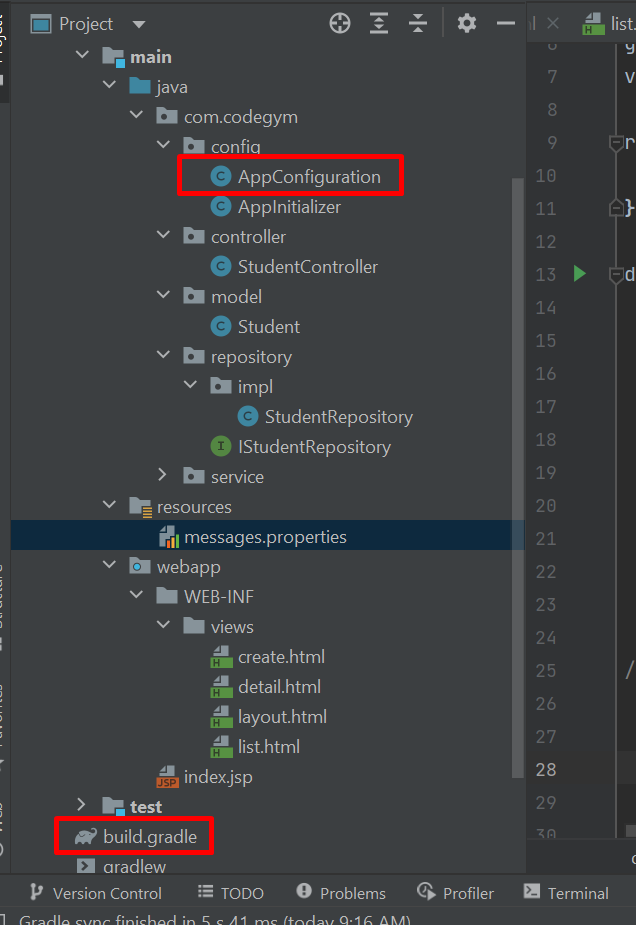 Project
main
java
com.codegym
config
AppConfiguration
AppInitializer
controller
StudentController
model
Student
repository
impl
StudentRepository
IStudentRepository
service
resources
messages.properties
webapp
WEB-INF
views
create.html
detail.html
layout.html
list.html
index.jsp
test
build.gradle
gradlew
list.
6
7 v
8
9 r
10
11 }
12
13 d
14
15
16
17
18
19
20
21
22
23
24
25 /
26
27
28
29
30
Version Control TODO Problems Profiler Terminal
Gradle sync finished in 5 s 41 ms (today 9:16 AM)